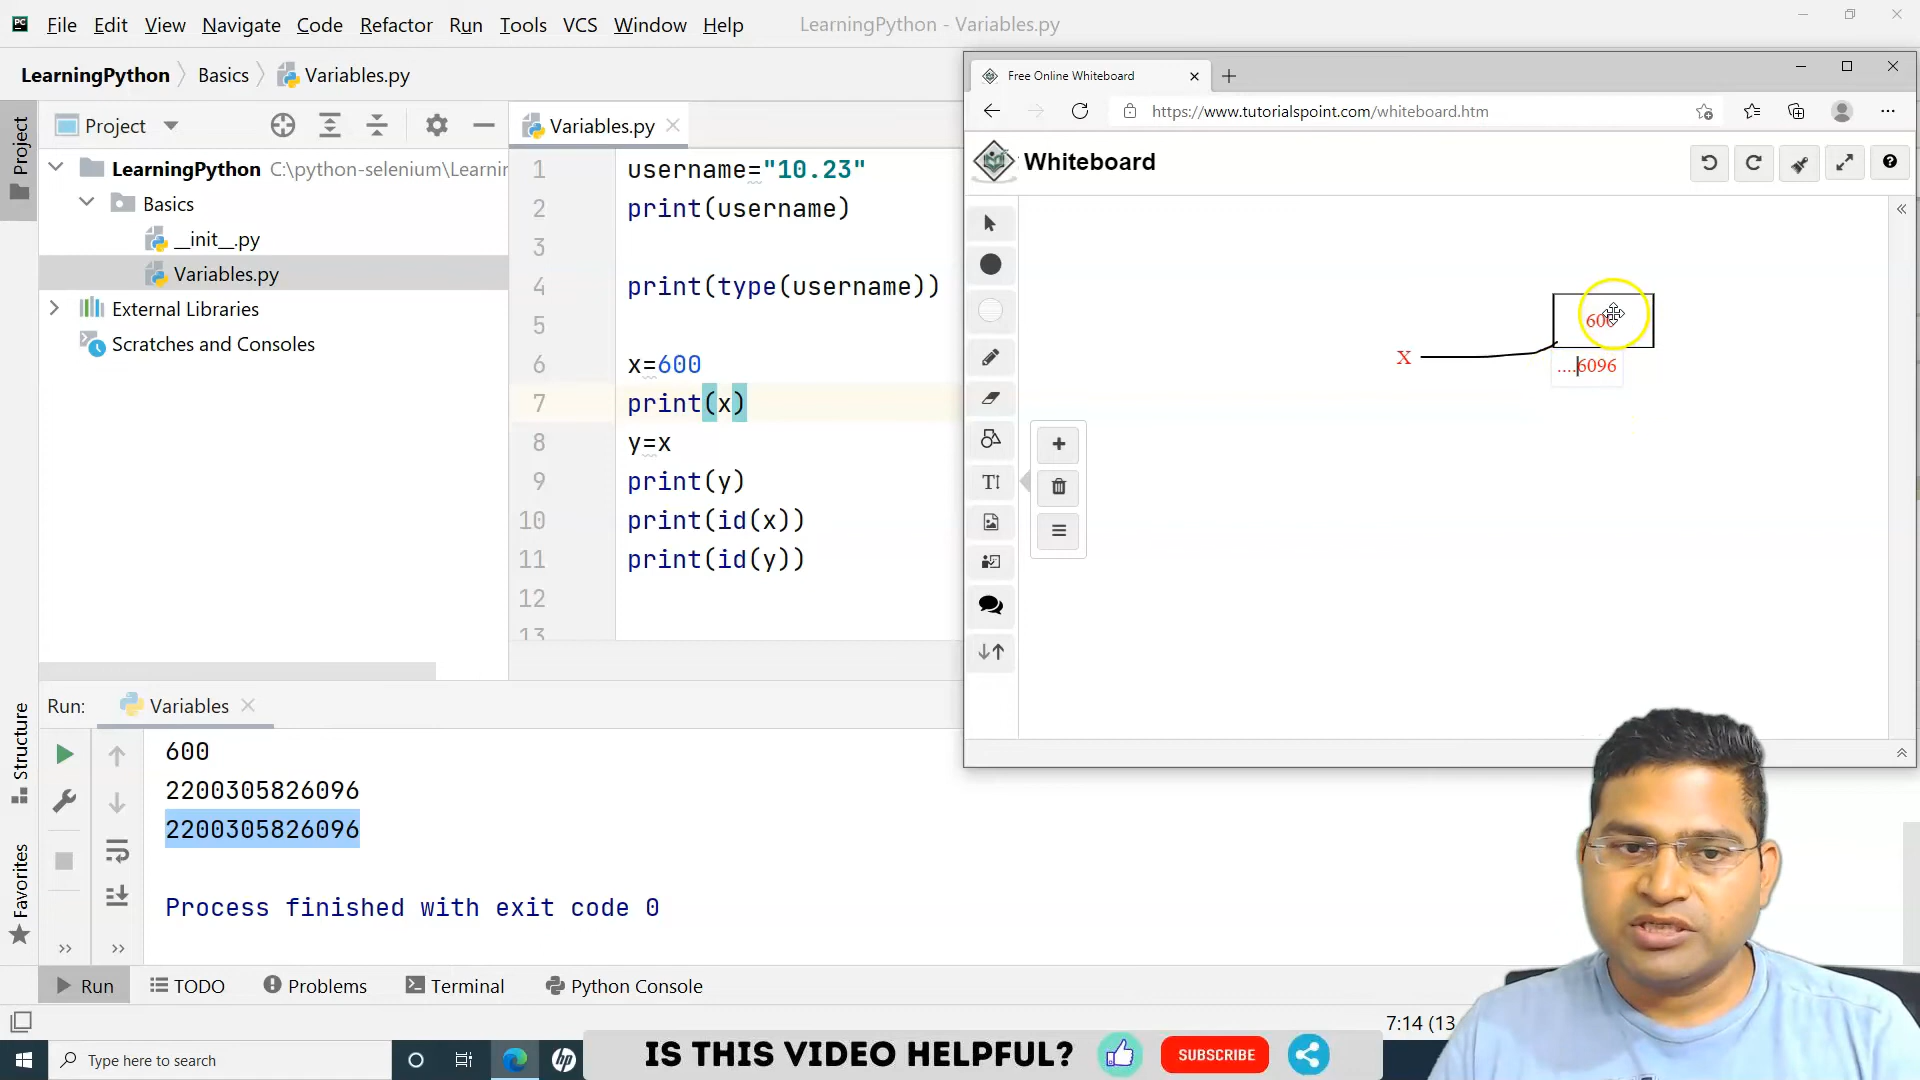 File Edit View Navigate Code Refactor Run Tools VCS Window Help LearningPython - Variables.py
LearningPython Basics Variables.py
Project
Variables.py
Project
LearningPython C:\python-selenium\Learnin
Basics
__init__.py
Variables.py
External Libraries
Scratches and Consoles
1 username="10.23"
2 print(username)
3
4 print(type(username))
5
6 x=600
7 print(x)
8 y=x
9 print(y)
10 print(id(x))
11 print(id(y))
12
13
Free Online Whiteboard
https://www.tutorialspoint.com/whiteboard.htm
Whiteboard
600
X
....6096
Structure
Favorites
Run: Variables
600
2200305826096
2200305826096
Process finished with exit code 0
Run TODO Problems Terminal Python Console
7:14 (13
Type here to search
hp
IS THIS VIDEO HELPFUL? SUBSCRIBE